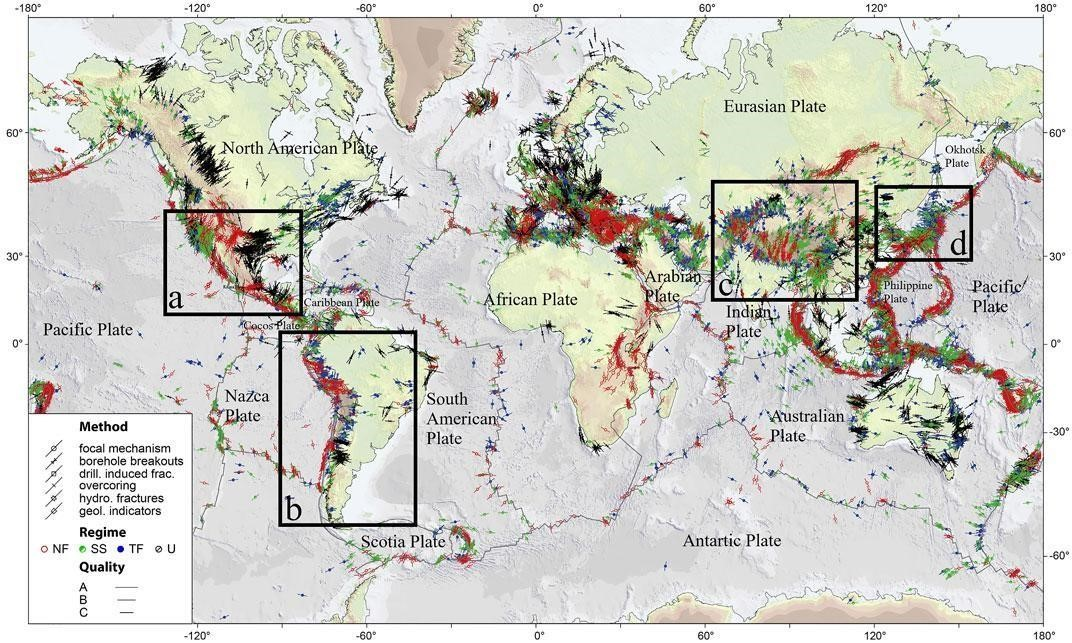 -180° -120° -60° 0° 60° 120° 180°
60° 60°
30° 30°
0° 0°
-30°
-60°
-120° -60° 0° 60° 120° 180°
Eurasian Plate
North American Plate
Okhotsk
Plate
a
c
d
Arabian
Plate
African Plate
Caribbean Plate
Cocos Plate
Indian
Plate
Philippine
Plate
Pacific
Plate
Pacific Plate
Nazca
Plate
South
American
Plate
Australian
Plate
b
Scotia Plate
Antartic Plate
Method
focal mechanism
borehole breakouts
drill. induced frac.
overcoring
hydro. fractures
geol. indicators
Regime
NF SS TF U
Quality
A
B
C